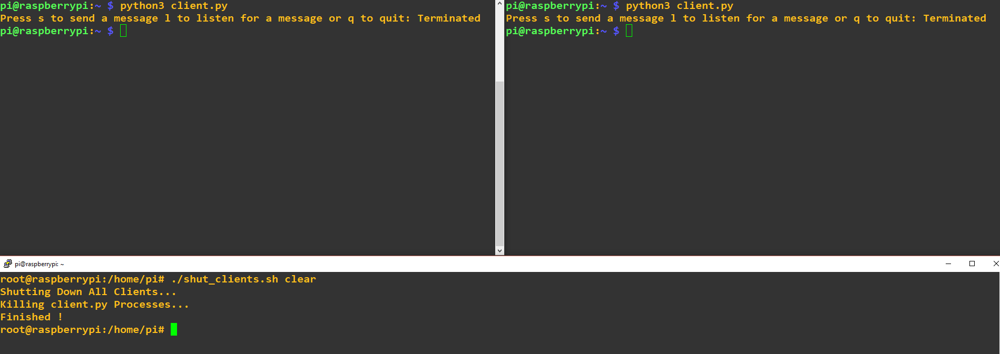 pi@raspberrypi:~ $ python3 client.py
Press s to send a message l to listen for a message or q to quit: Terminated
pi@raspberrypi:~ $
pi@raspberrypi:~ $ python3 client.py
Press s to send a message l to listen for a message or q to quit: Terminated
pi@raspberrypi:~ $
pi@raspberrypi: ~
root@raspberrypi:/home/pi# ./shut_clients.sh clear
Shutting Down All Clients...
Killing client.py Processes...
Finished !
root@raspberrypi:/home/pi#